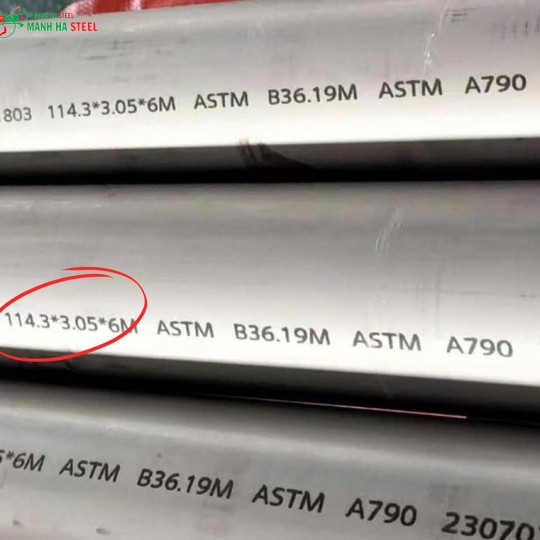 MANH HA STEEL
803 114.3*3.05*6M ASTM B36.19M ASTM A790
114.3*3.05*6M ASTM B36.19M ASTM A790
*6M ASTM B36.19M ASTM A790 23070